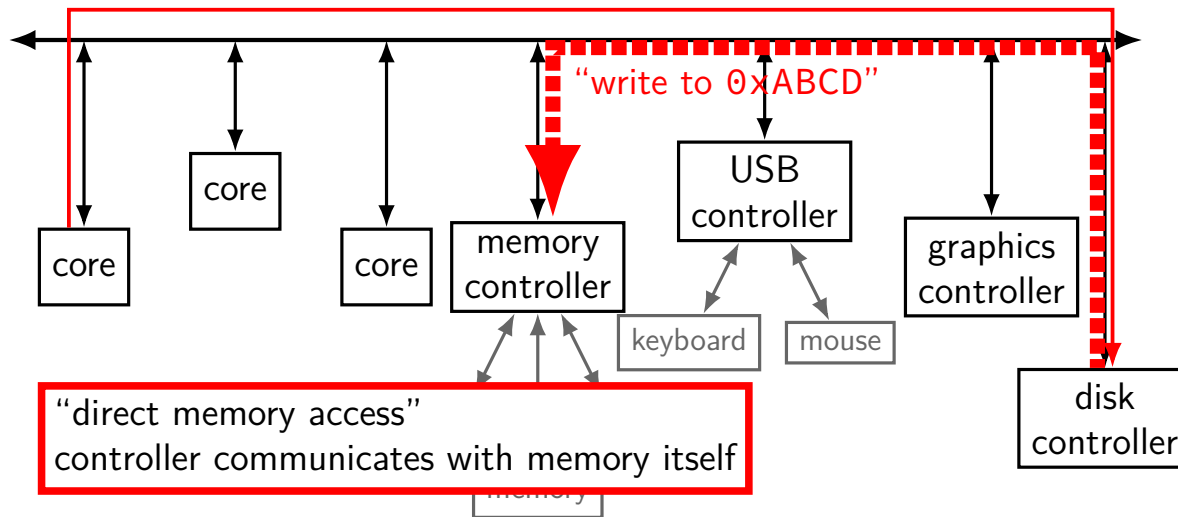 “write to 0xABCD”
core
core
core
memory
controller
USB
controller
graphics
controller
keyboard
mouse
disk
controller
“direct memory access”
controller communicates with memory itself
memory